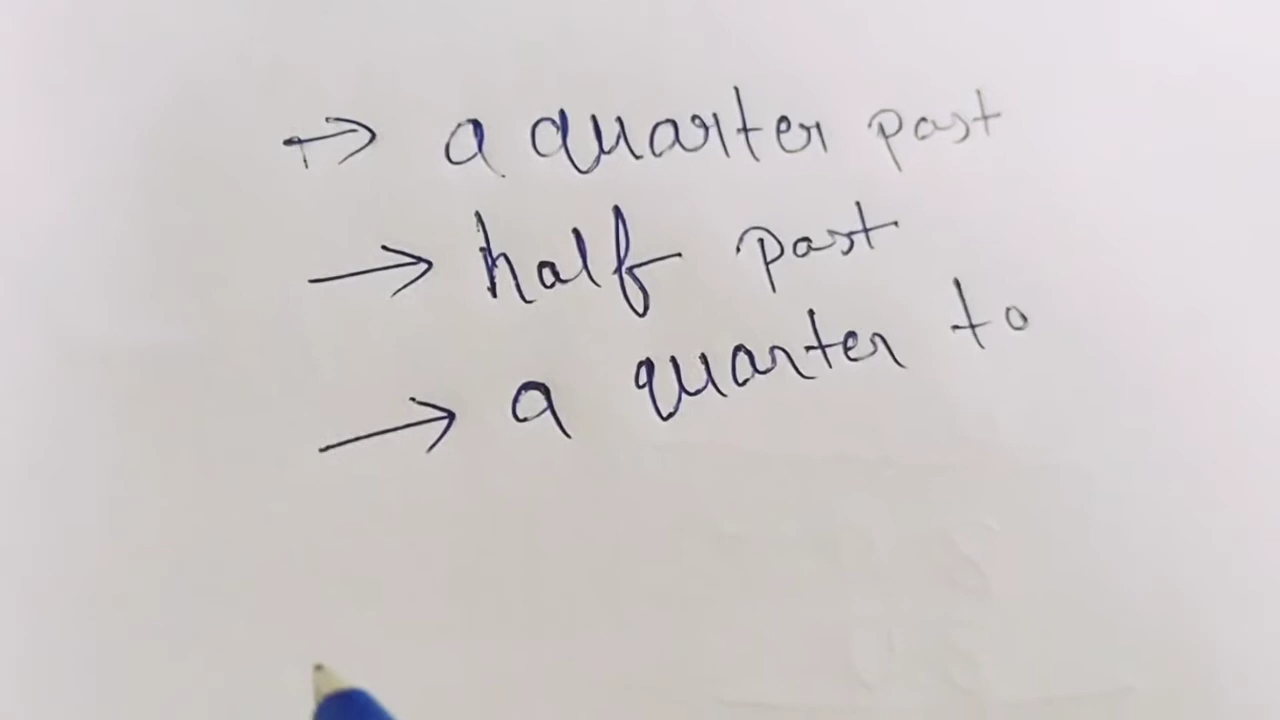 → a quarter past
→ half past
→ a quarter to